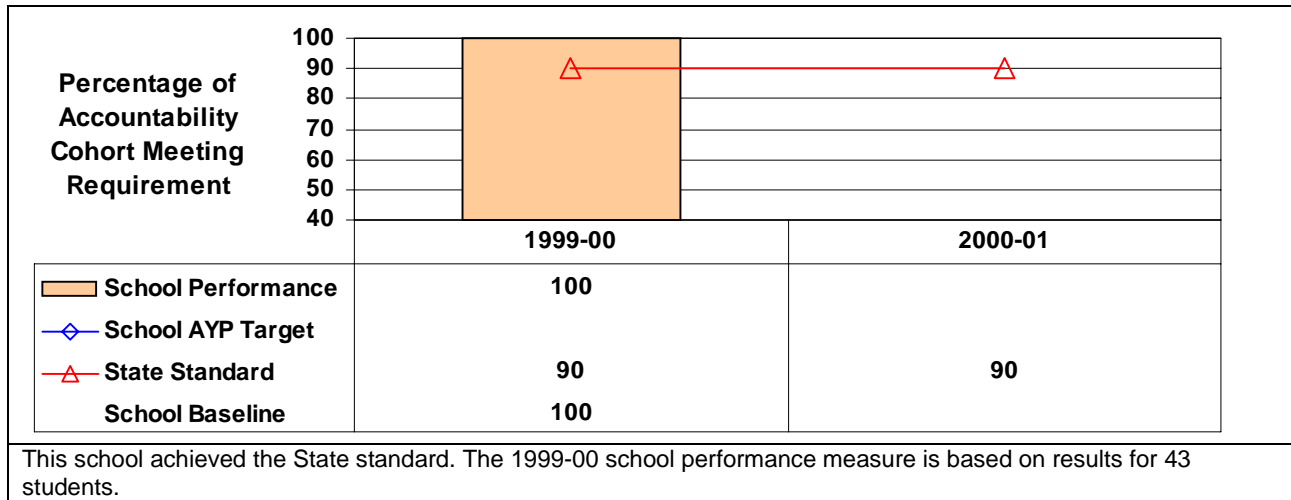 Percentage of
Accountability
Cohort Meeting
Requirement
100
90
80
70
60
50
40
1999-00 2000-01
School Performance 100
School AYP Target
State Standard 90 90
School Baseline 100
This school achieved the State standard. The 1999-00 school performance measure is based on results for 43
students.